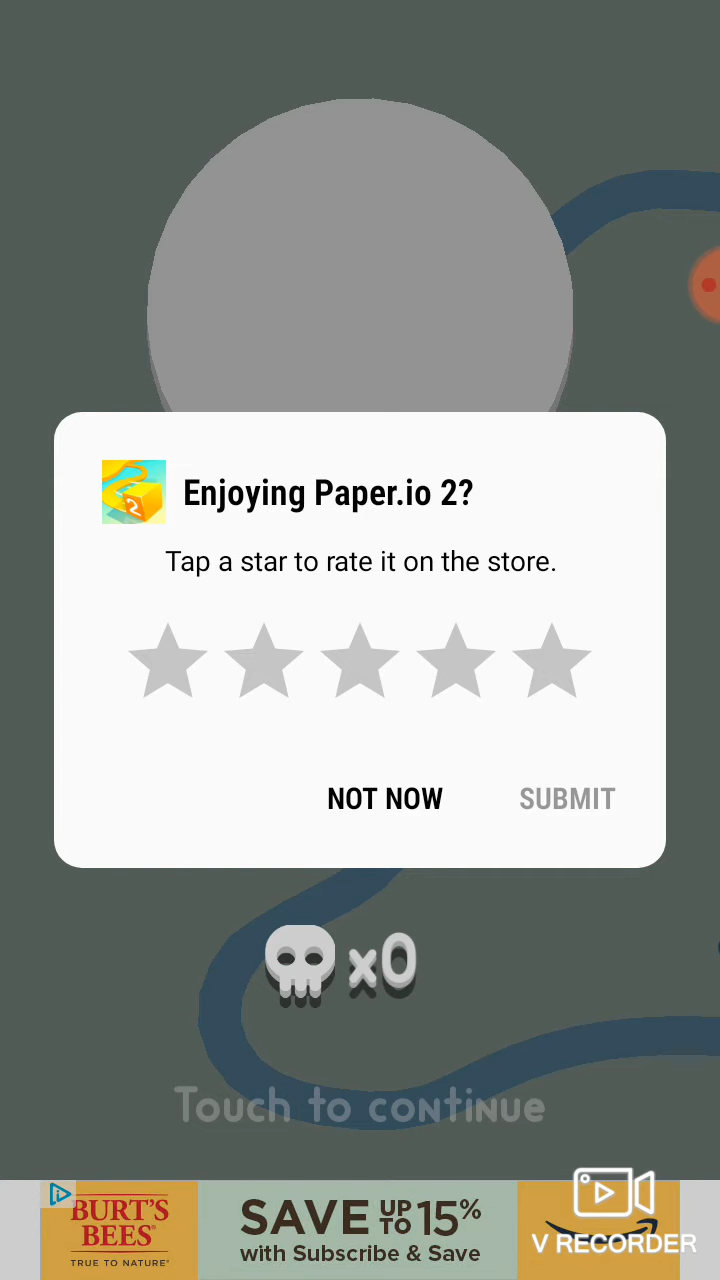 Enjoying Paper.io 2?
Tap a star to rate it on the store.
NOT NOW
SUBMIT
x0
Touch to continue
BURT'S
BEES®
TRUE TO NATURE®
SAVE UP TO 15%
with Subscribe & Save
V RECORDER